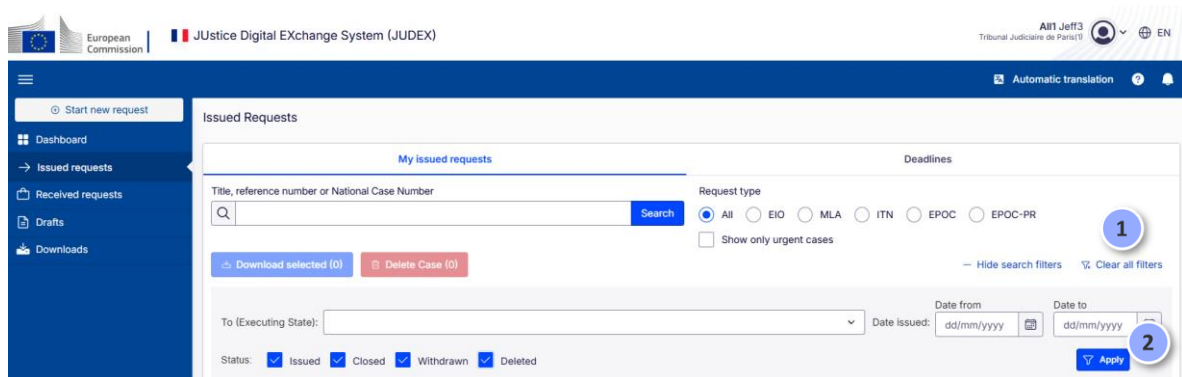 European
Commission
JUstice Digital EXchange System (JUDEX)
All1 Jeff3
Tribunal Judiciaire de Paris(1)
EN
Automatic translation
Start new request
Dashboard
Issued requests
Received requests
Drafts
Downloads
Issued Requests
My issued requests Deadlines
Title, reference number or National Case Number
Search
Request type
All EIO MLA ITN EPOC EPOC-PR
Show only urgent cases
1
Download selected (0) Delete Case (0)
Hide search filters Clear all filters
To (Executing State):
Date issued:
Date from
dd/mm/yyyy
Date to
dd/mm/yyyy
2
Status: Issued Closed Withdrawn Deleted
Apply